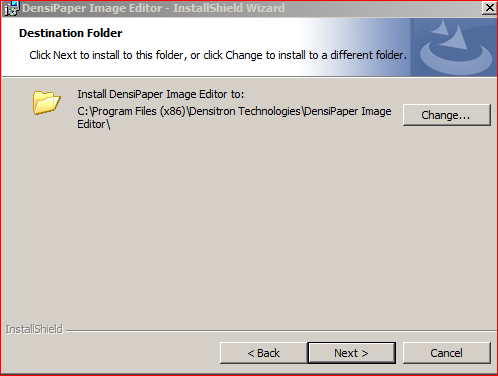 DensiPaper Image Editor - InstallShield Wizard
Destination Folder
Click Next to install to this folder, or click Change to install to a different folder.
Install DensiPaper Image Editor to:
C:\Program Files (x86)\Densitron Technologies\DensiPaper Image
Editor\
Change...
InstallShield
< Back
Next >
Cancel